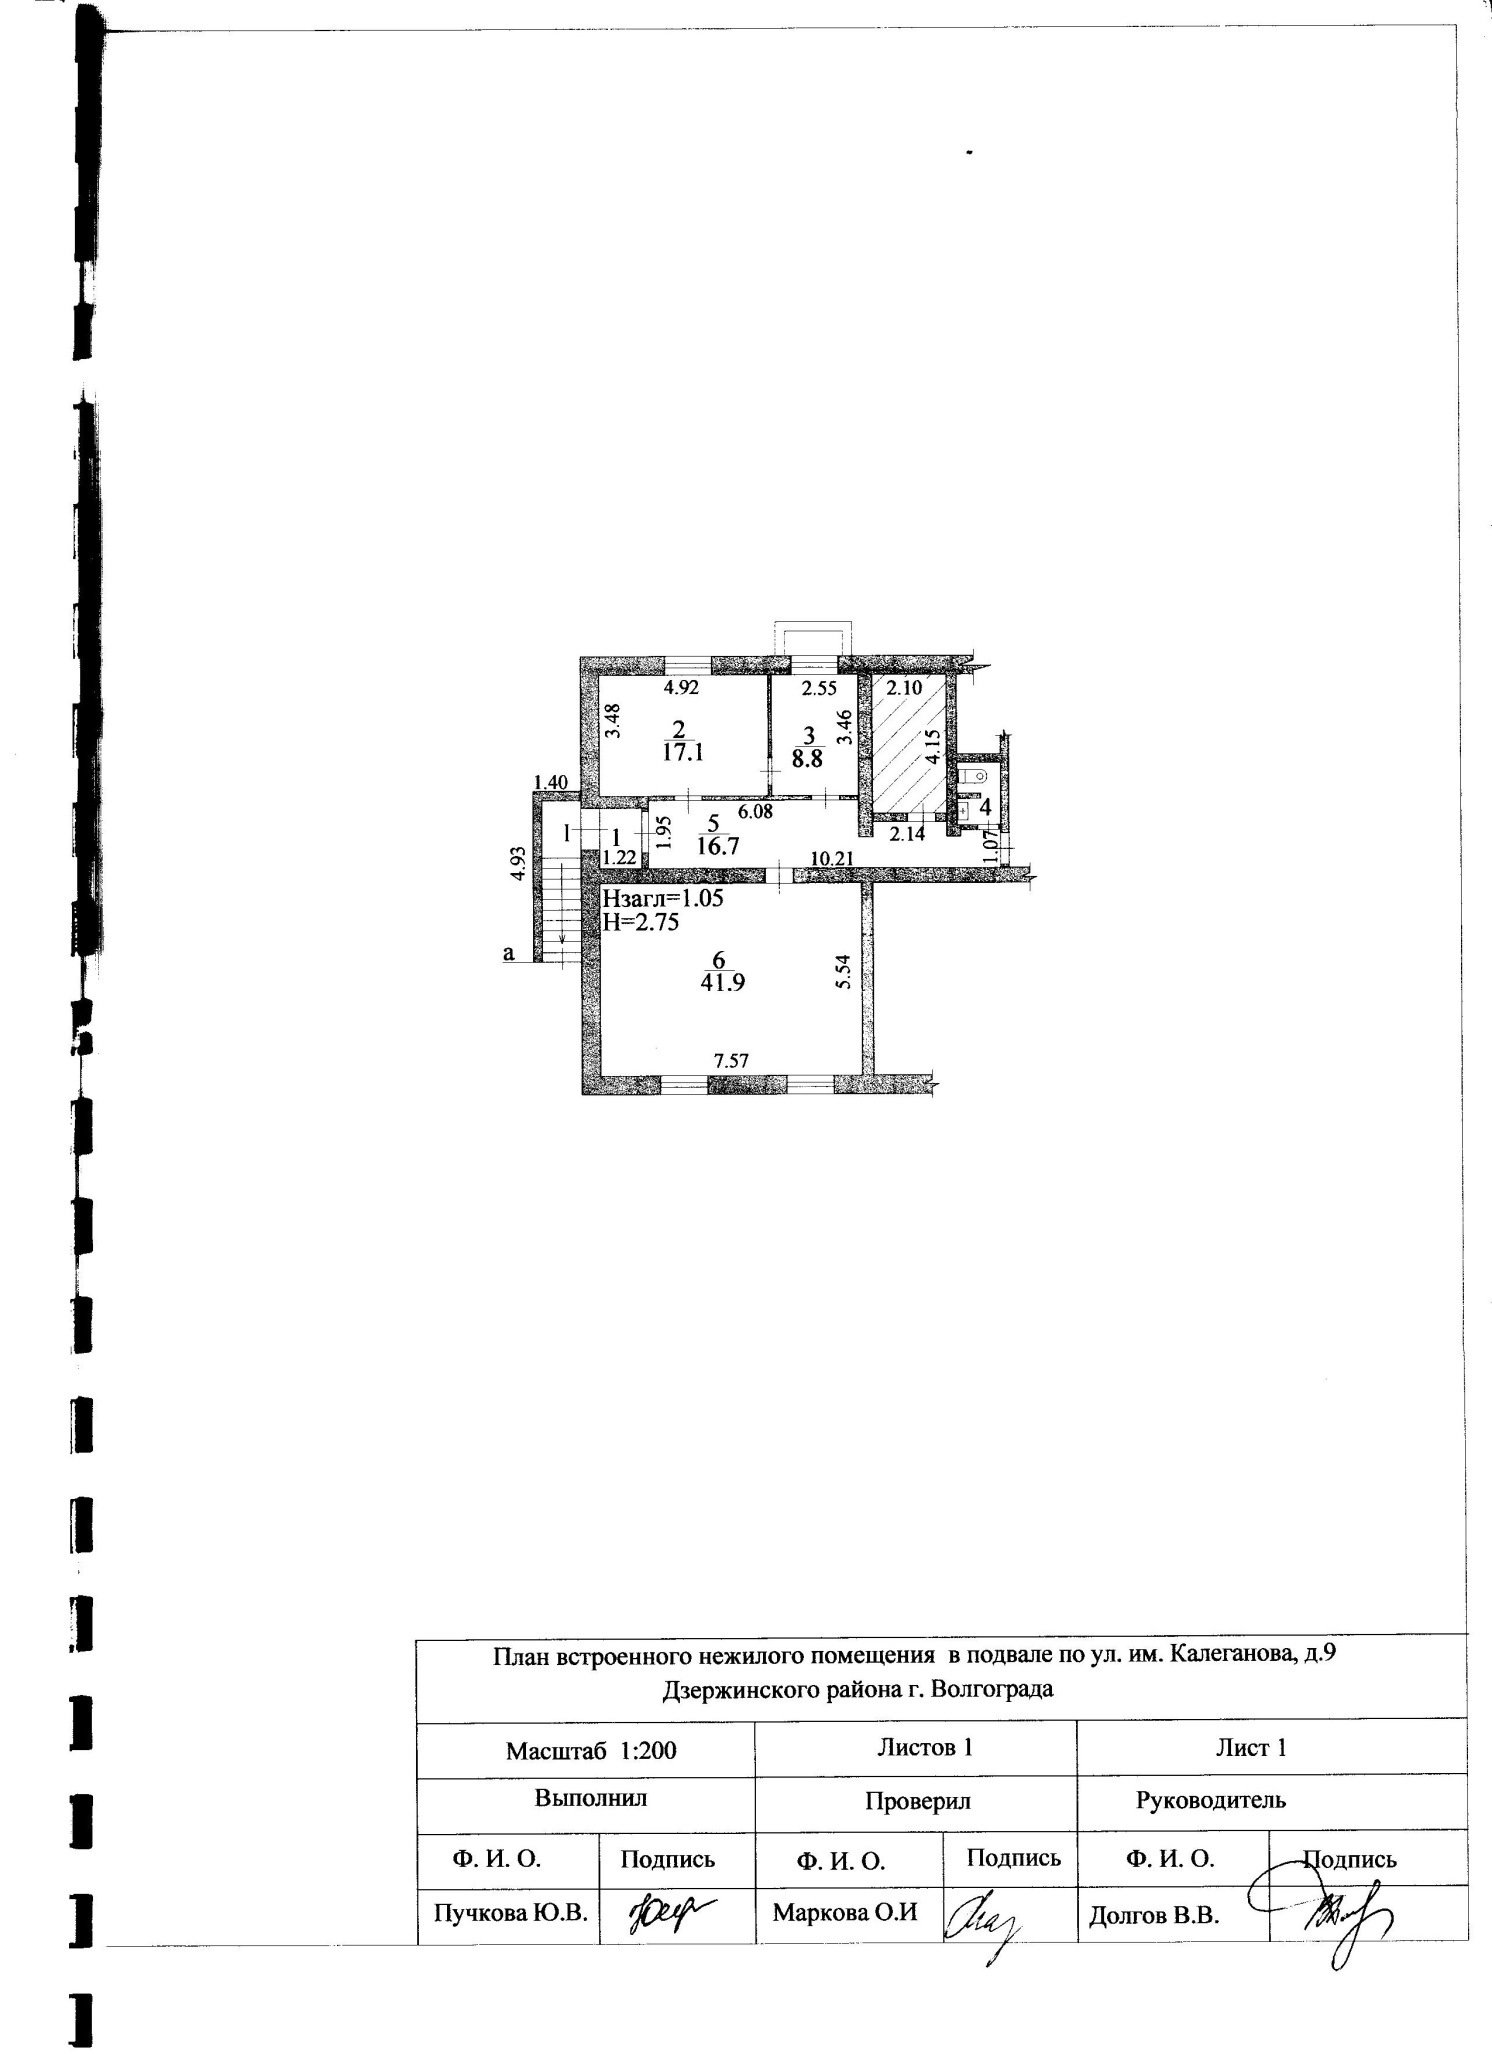 4.92
2.55
2.10
3.48
2
17.1
3
8.8
3.46
4.15
1.40
6.08
4
I
1
1.22
1.95
5
16.7
2.14
1.07
10.21
4.93
Нзагл=1.05
Н=2.75
а
6
41.9
5.54
7.57
План встроенного нежилого помещения в подвале по ул. им. Калеганова, д.9
Дзержинского района г. Волгограда
Масштаб 1:200
Листов 1
Лист 1
Выполнил
Проверил
Руководитель
Ф. И. О.
Подпись
Ф. И. О.
Подпись
Ф. И. О.
Подпись
Пучкова Ю.В.
Маркова О.И
Долгов В.В.